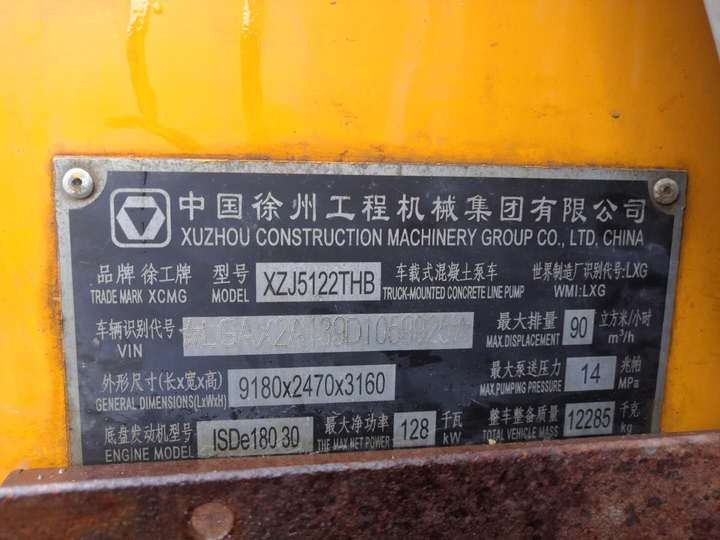 中国徐州工程机械集团有限公司
XUZHOU CONSTRUCTION MACHINERY GROUP CO., LTD. CHINA
品牌 徐工牌 型号 XZJ5122THB 车载式混凝土泵车 世界制造厂识别代号:LXG
TRADE MARK XCMG MODEL TRUCK-MOUNTED CONCRETE LINE PUMP WMI:LXG
车辆识别代号 最大排量 90 立方米/小时
VIN MAX.DISPLACEMENT m³/h
外形尺寸(长x宽x高) 9180x2470x3160 最大泵送压力 14 兆帕
GENERAL DIMENSIONS(LxWxH) MAX.PUMPING PRESSURE MPa
底盘发动机型号 ISDe180 30 最大净功率 128 千瓦 整车整备质量 12285 千克
ENGINE MODEL THE MAX NET POWER kW TOTAL VEHICLE MASS kg